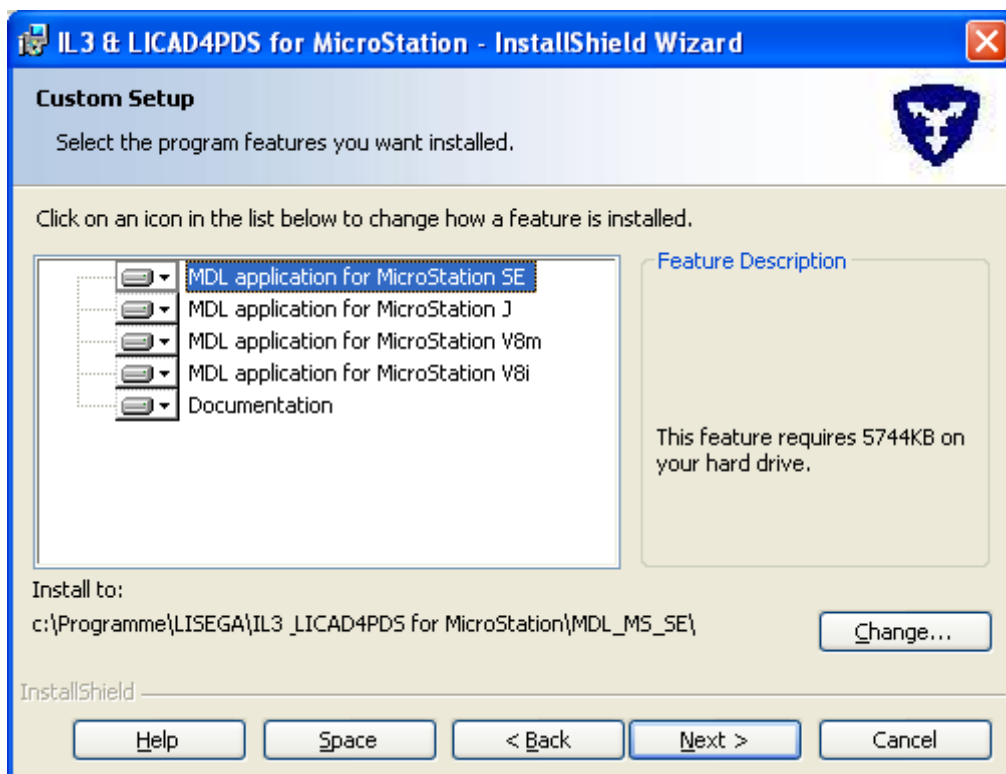 IL3 & LICAD4PDS for MicroStation - InstallShield Wizard
Custom Setup
Select the program features you want installed.
Click on an icon in the list below to change how a feature is installed.
MDL application for MicroStation SE
MDL application for MicroStation J
MDL application for MicroStation V8m
MDL application for MicroStation V8i
Documentation
Feature Description
This feature requires 5744KB on
your hard drive.
Install to:
c:\Programme\LISEGA\IL3_LICAD4PDS for MicroStation\MDL_MS_SE\
Change...
InstallShield
Help
Space
< Back
Next >
Cancel